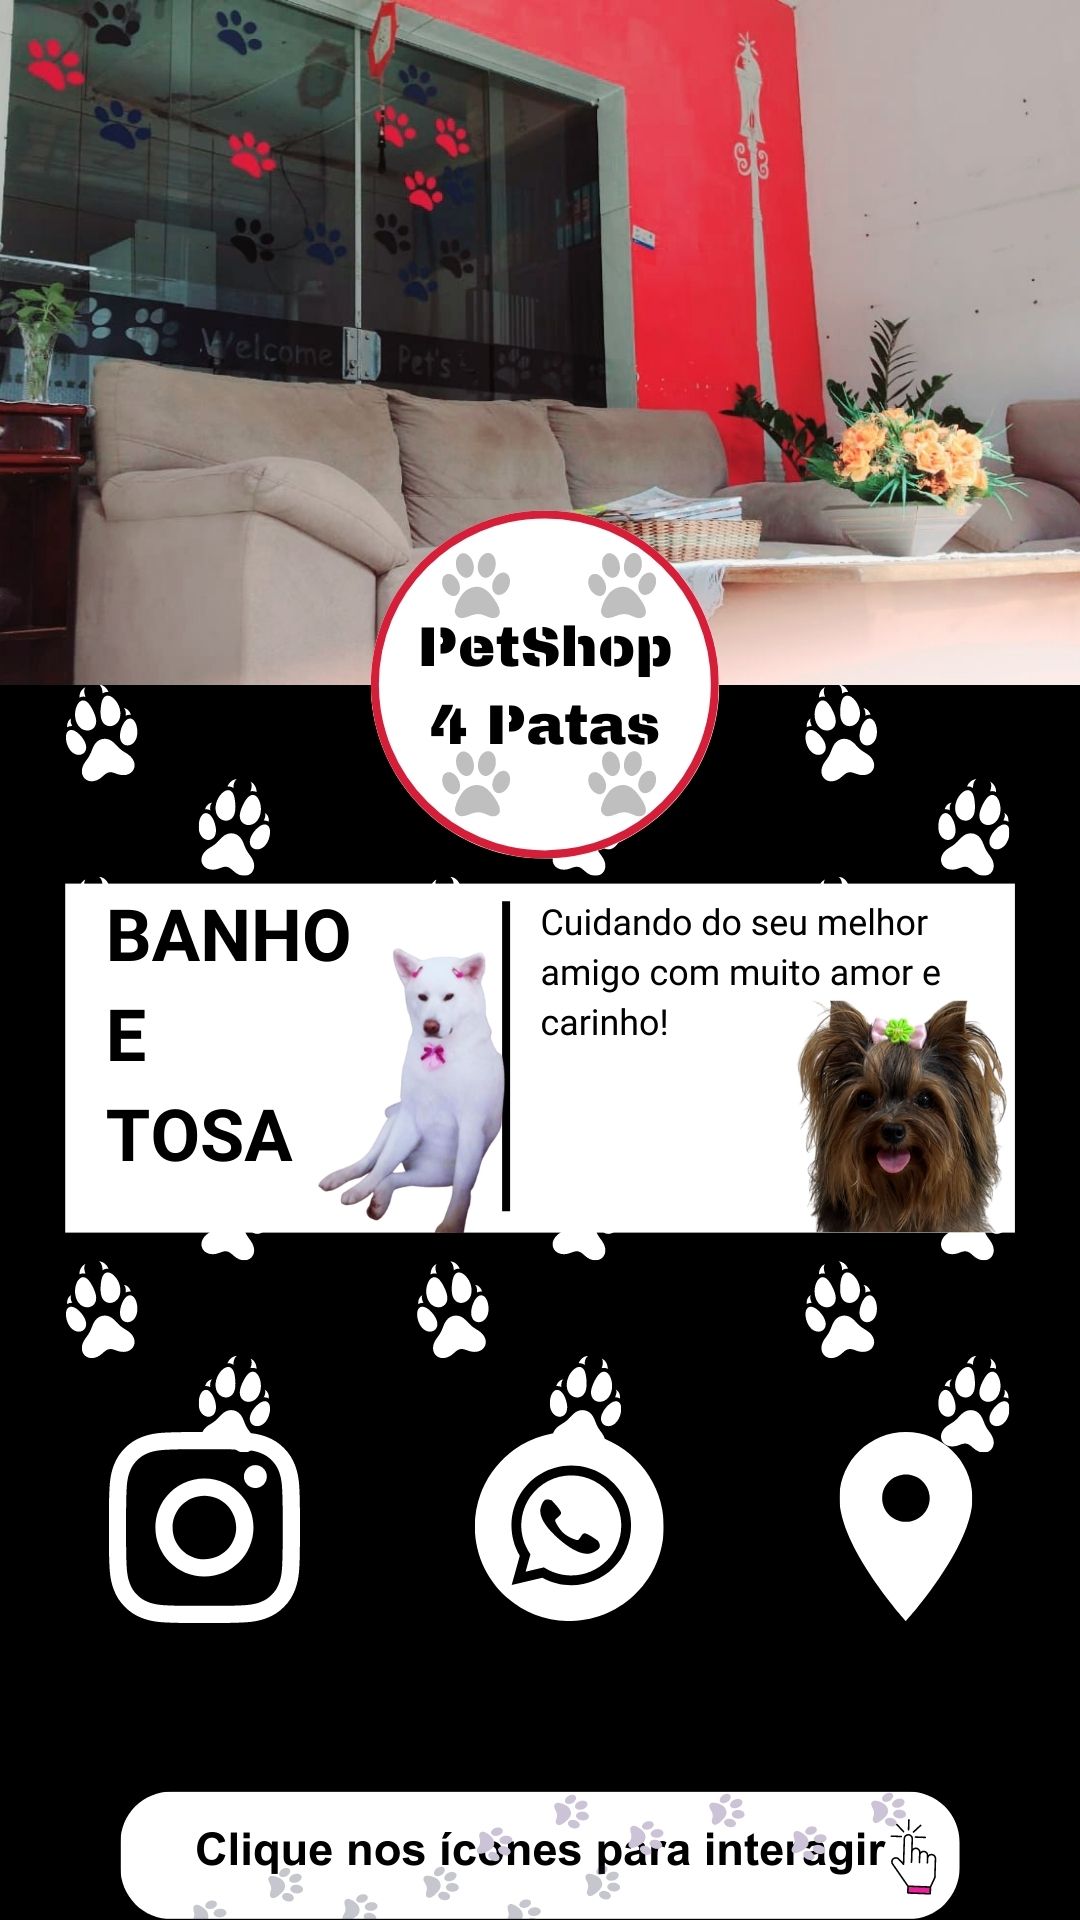 Welcome Pet's
PetShop
4 Patas
BANHO
E
TOSA
Cuidando do seu melhor
amigo com muito amor e
carinho!
Clique nos ícones para interagir